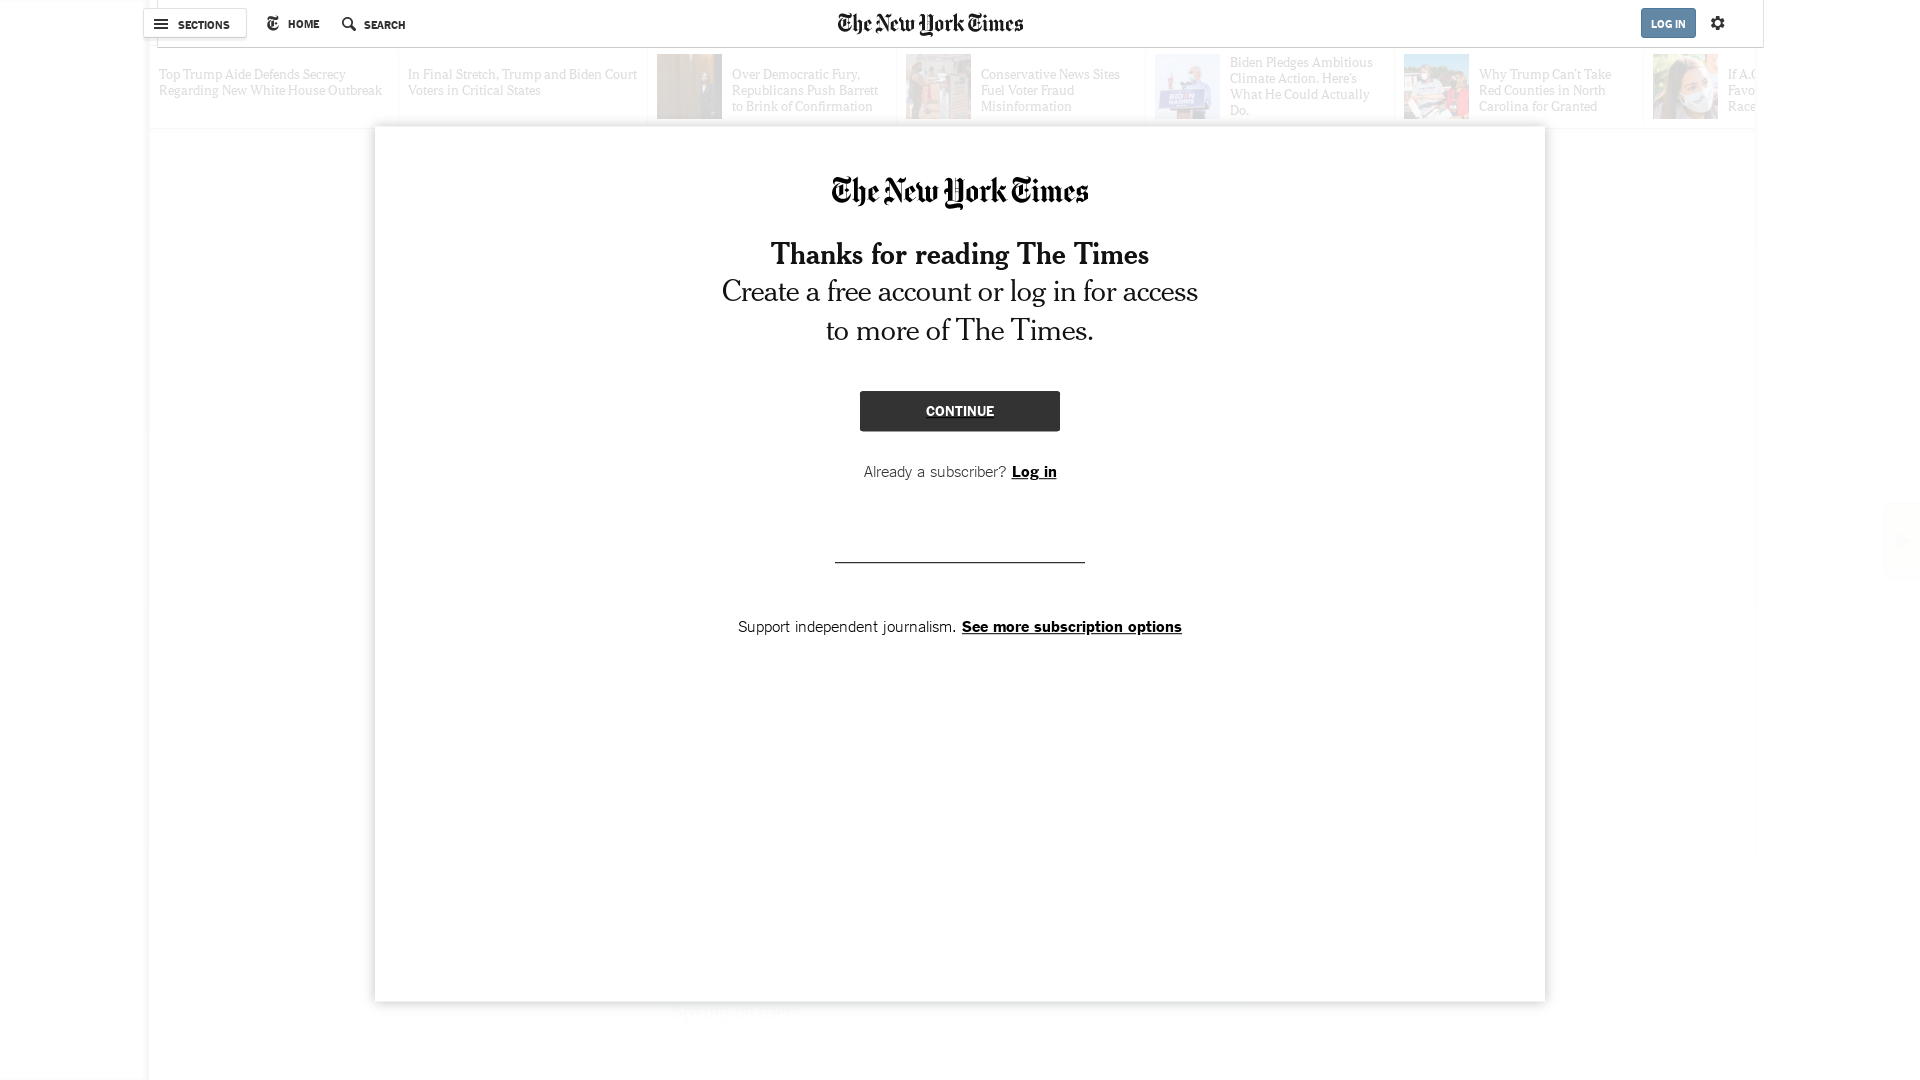 SECTIONS HOME SEARCH The New York Times LOG IN
Top Trump Aide Defends Secrecy
Regarding New White House Outbreak
In Final Stretch, Trump and Biden Court
Voters in Critical States
Over Democratic Fury,
Republicans Push Barrett
to Brink of Confirmation
Conservative News Sites
Fuel Voter Fraud
Misinformation
Biden Pledges Ambitious
Climate Action. Here's
What He Could Actually
Do.
Why Trump Can't Take
Red Counties in North
Carolina for Granted
If A.
Favo
Race
The New York Times
Thanks for reading The Times
Create a free account or log in for access
to more of The Times.
CONTINUE
Already a subscriber? Log in
Support independent journalism. See more subscription options